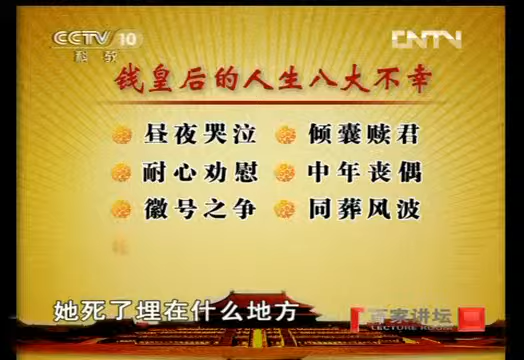 CCTV 10
科教
CNTV
钱皇后的人生八大不幸
昼夜哭泣 倾囊赎君
耐心劝慰 中年丧偶
徽号之争 同葬风波
她死了埋在什么地方
百家讲坛
LECTURE ROOM